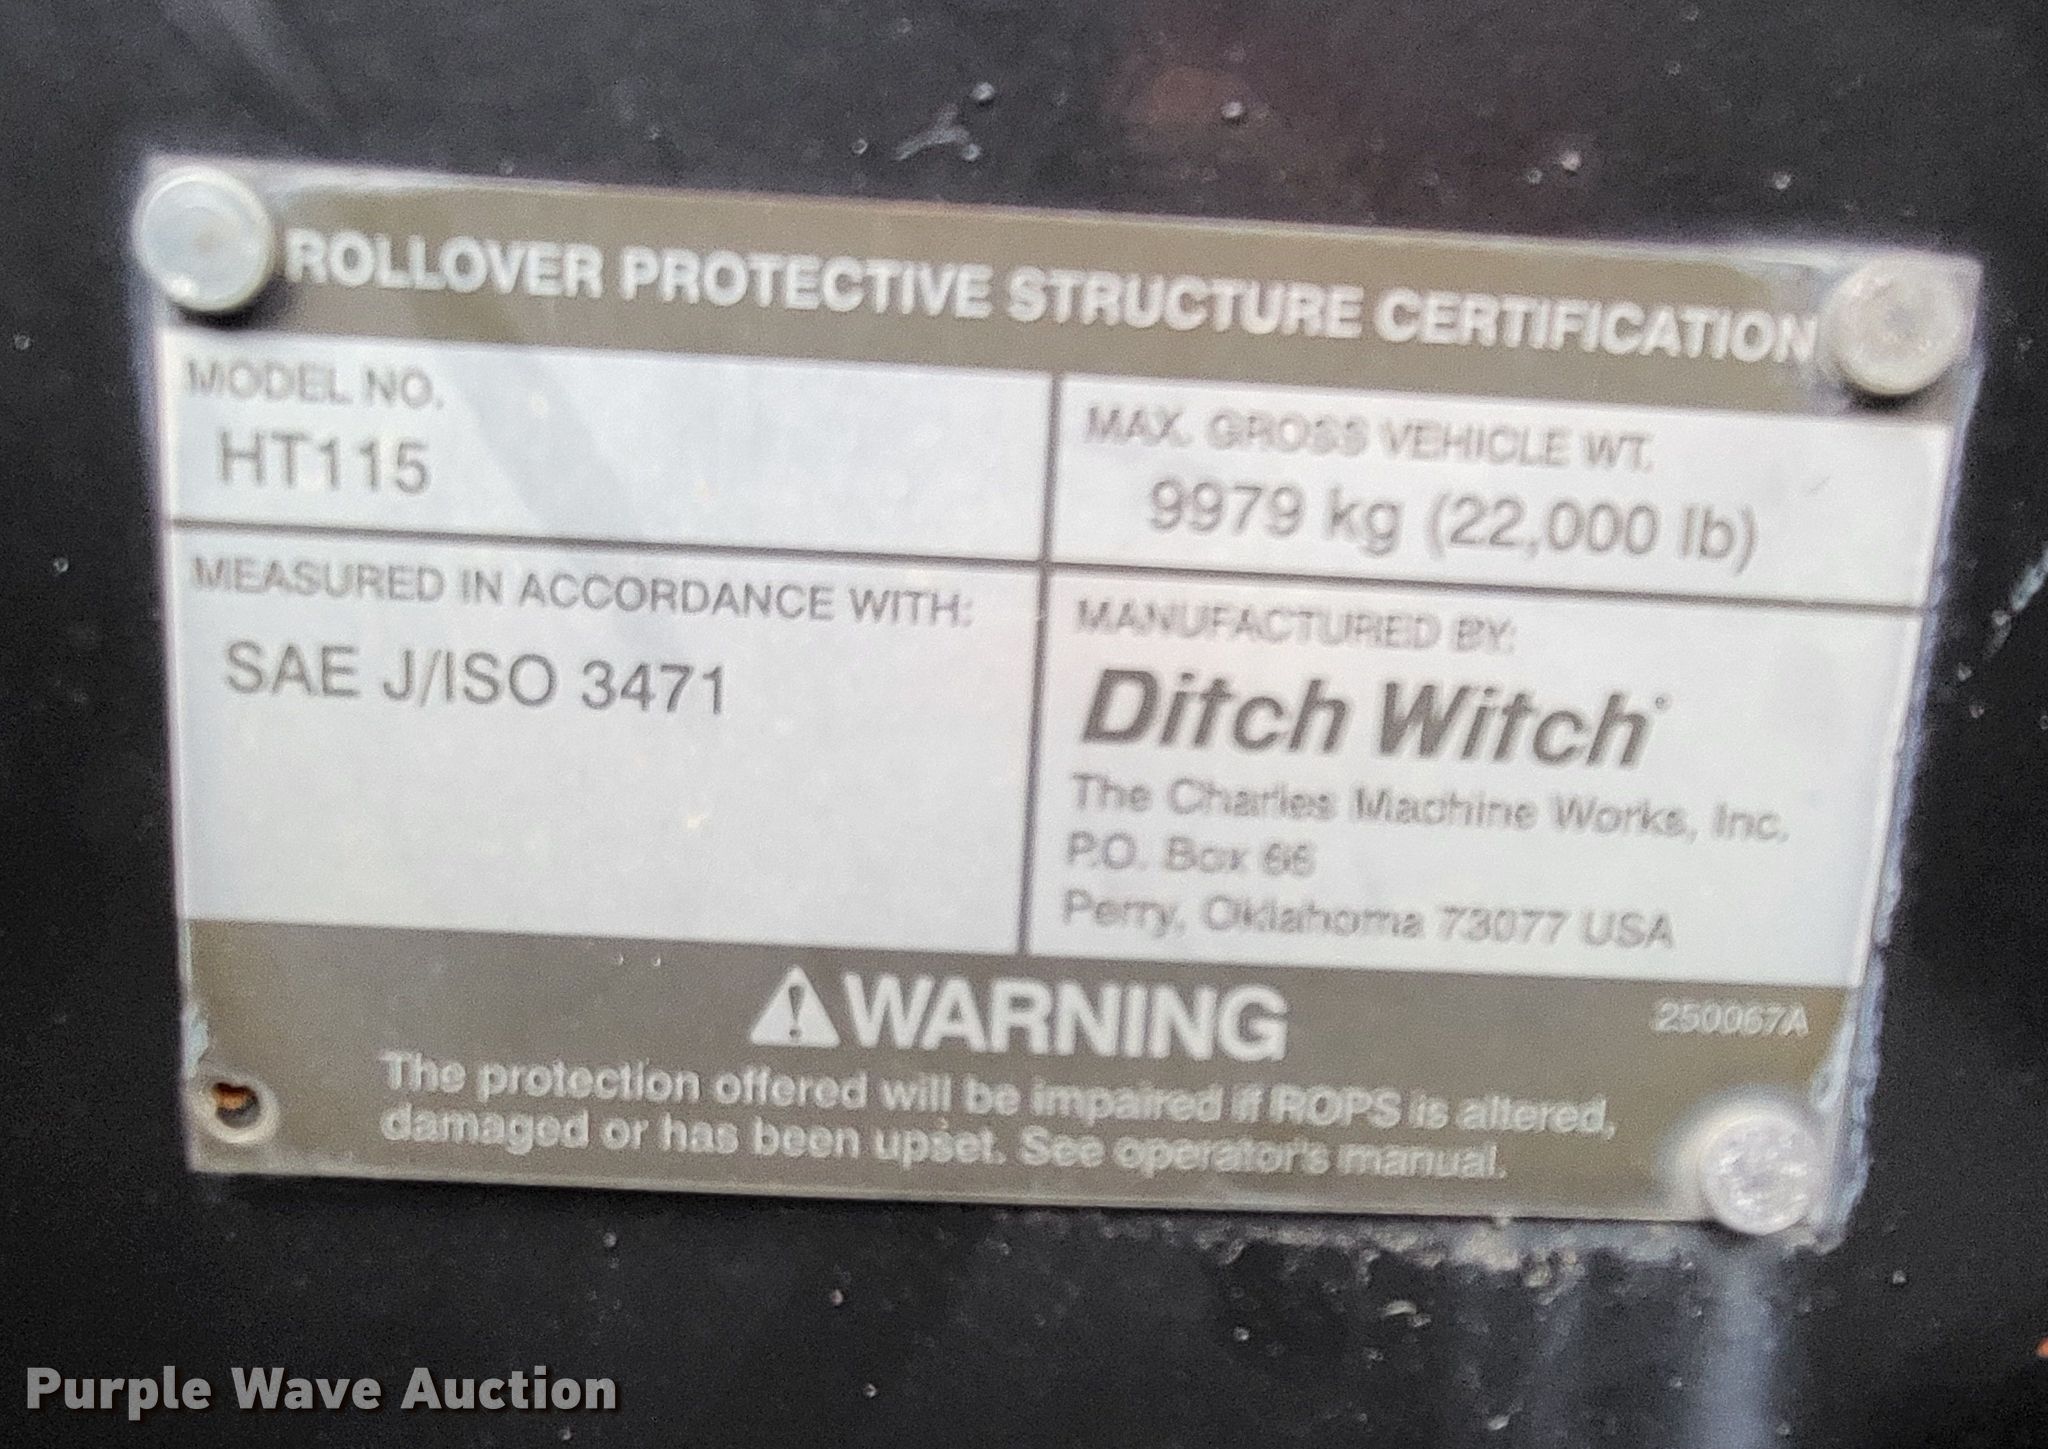 ROLLOVER PROTECTIVE STRUCTURE CERTIFICATION
MODEL NO.
HT115
MAX. GROSS VEHICLE WT.
9979 kg (22,000 lb)
MEASURED IN ACCORDANCE WITH:
SAE J/ISO 3471
MANUFACTURED BY:
Ditch Witch®
The Charles Machine Works, Inc.
P.O. Box 66
Perry, Oklahoma 73077 USA
WARNING
250067A
The protection offered will be impaired if ROPS is altered,
damaged or has been upset. See operator's manual.
Purple Wave Auction